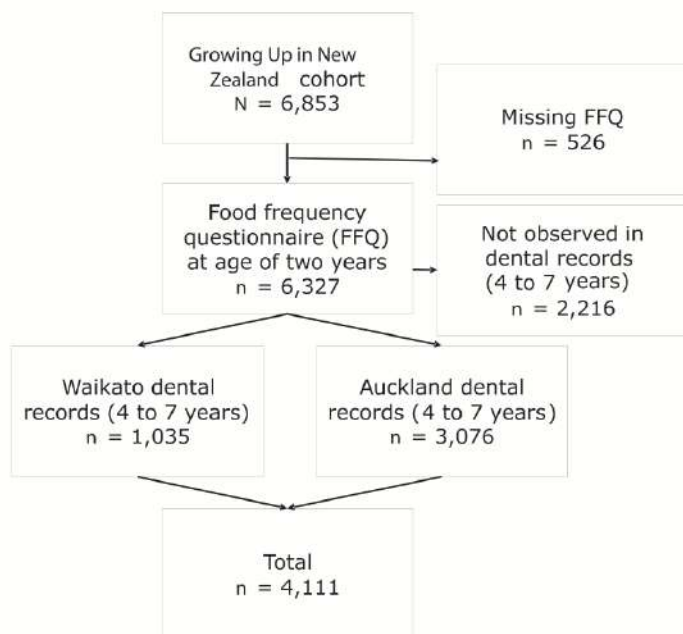 Growing Up in New
Zealand cohort
N = 6,853
Missing FFQ
n = 526
Food frequency
questionnaire (FFQ)
at age of two years
n = 6,327
Not observed in
dental records
(4 to 7 years)
n = 2,216
Waikato dental
records (4 to 7 years)
n = 1,035
Auckland dental
records (4 to 7 years)
n = 3,076
Total
n = 4,111